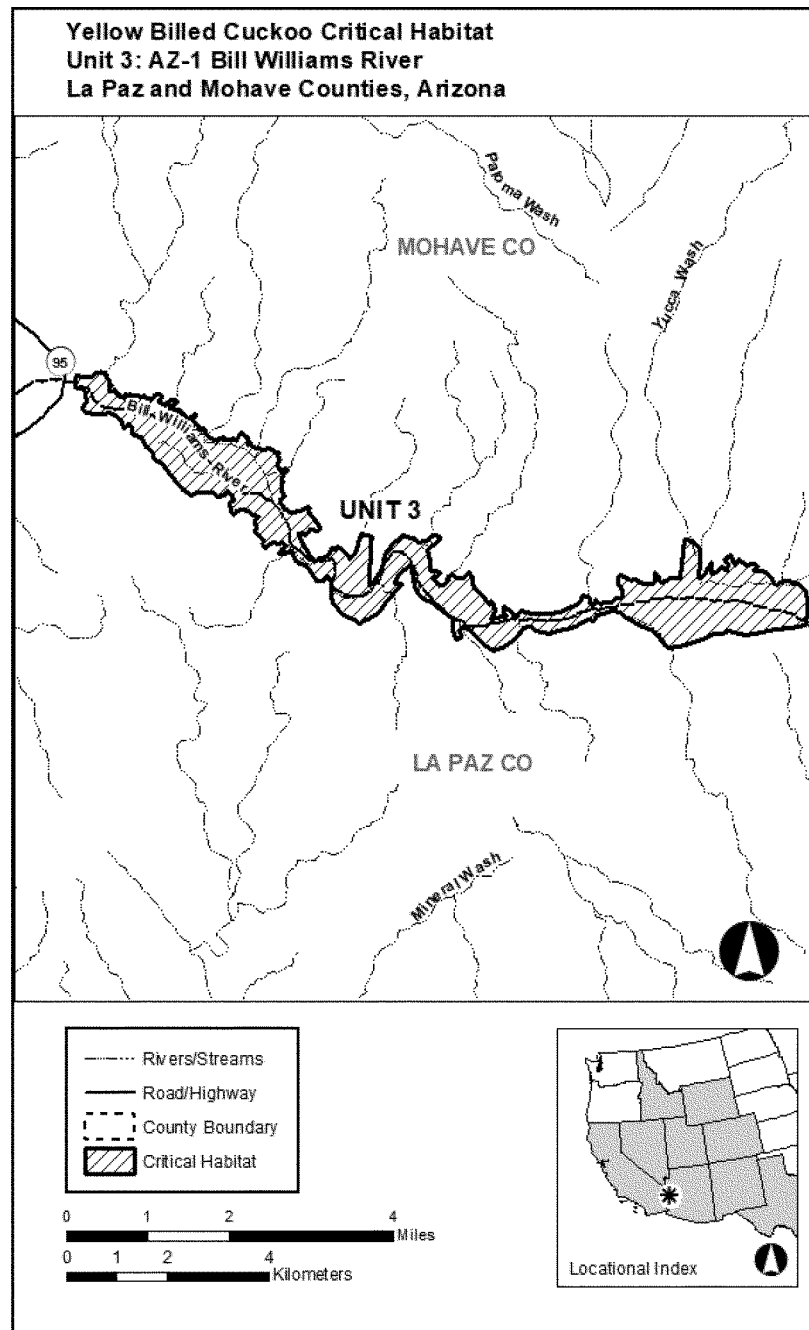 Yellow Billed Cuckoo Critical Habitat
Unit 3: AZ-1 Bill Williams River
La Paz and Mohave Counties, Arizona
Paloma Wash
MOHAVE CO
Yucca Wash
95
Bill Williams River
UNIT 3
LA PAZ CO
Mineral Wash
Rivers/Streams
Road/Highway
County Boundary
Critical Habitat
0 1 2 4
Miles
0 1 2 4
Kilometers
Locational Index